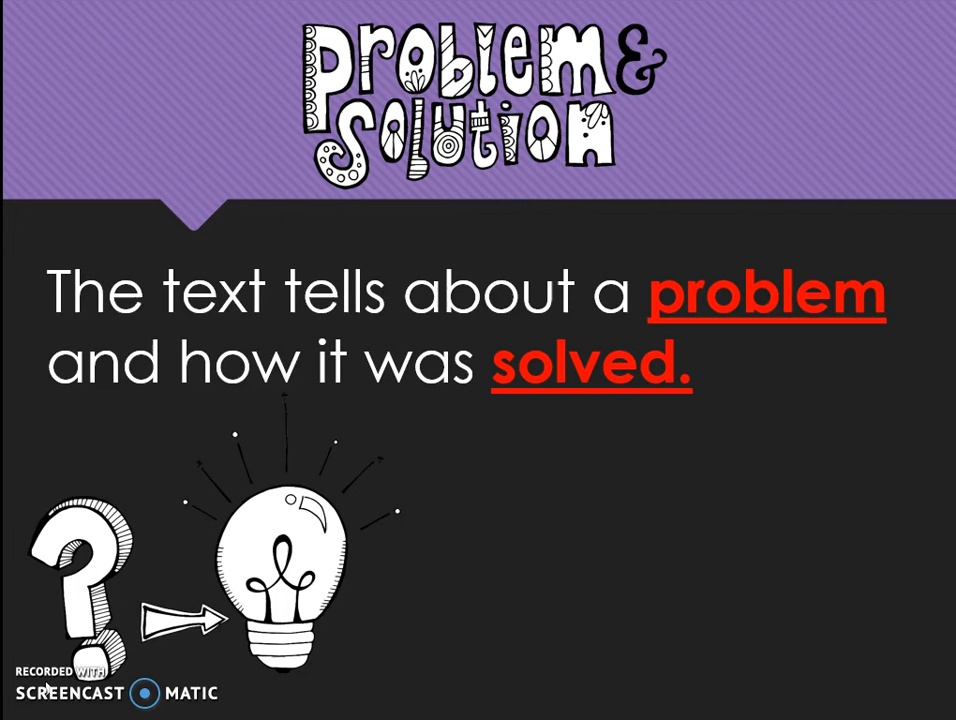 Problem &
Solution
The text tells about a problem
and how it was solved.
?
RECORDED WITH
SCREENCAST MATIC